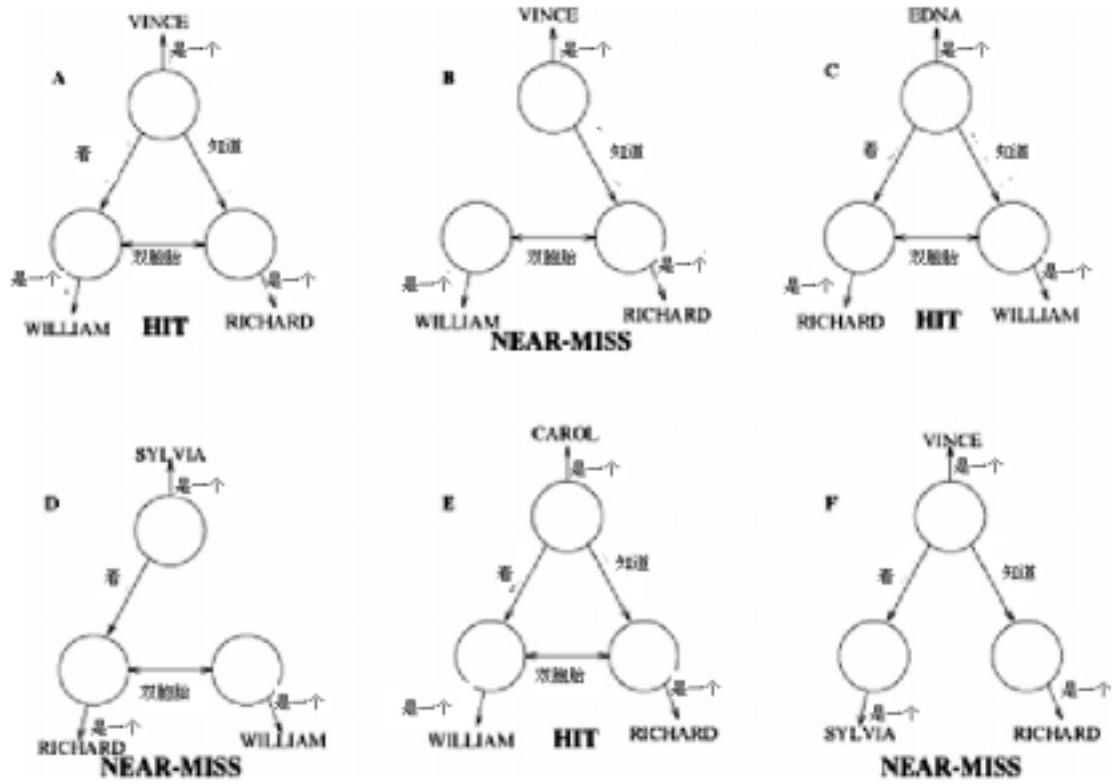 VINCE
是一个
A
看
知道
双胞胎
是一个
是一个
WILLIAM
HIT
RICHARD
VINCE
是一个
B
知道
双胞胎
是一个
是一个
WILLIAM
RICHARD
NEAR-MISS
EDNA
是一个
C
看
知道
双胞胎
是一个
是一个
RICHARD
HIT
WILLIAM
SYLVIA
是一个
D
看
双胞胎
是一个
是一个
RICHARD
WILLIAM
NEAR-MISS
CAROL
是一个
E
看
知道
双胞胎
是一个
是一个
WILLIAM
HIT
RICHARD
VINCE
是一个
F
看
知道
是一个
是一个
SYLVIA
RICHARD
NEAR-MISS